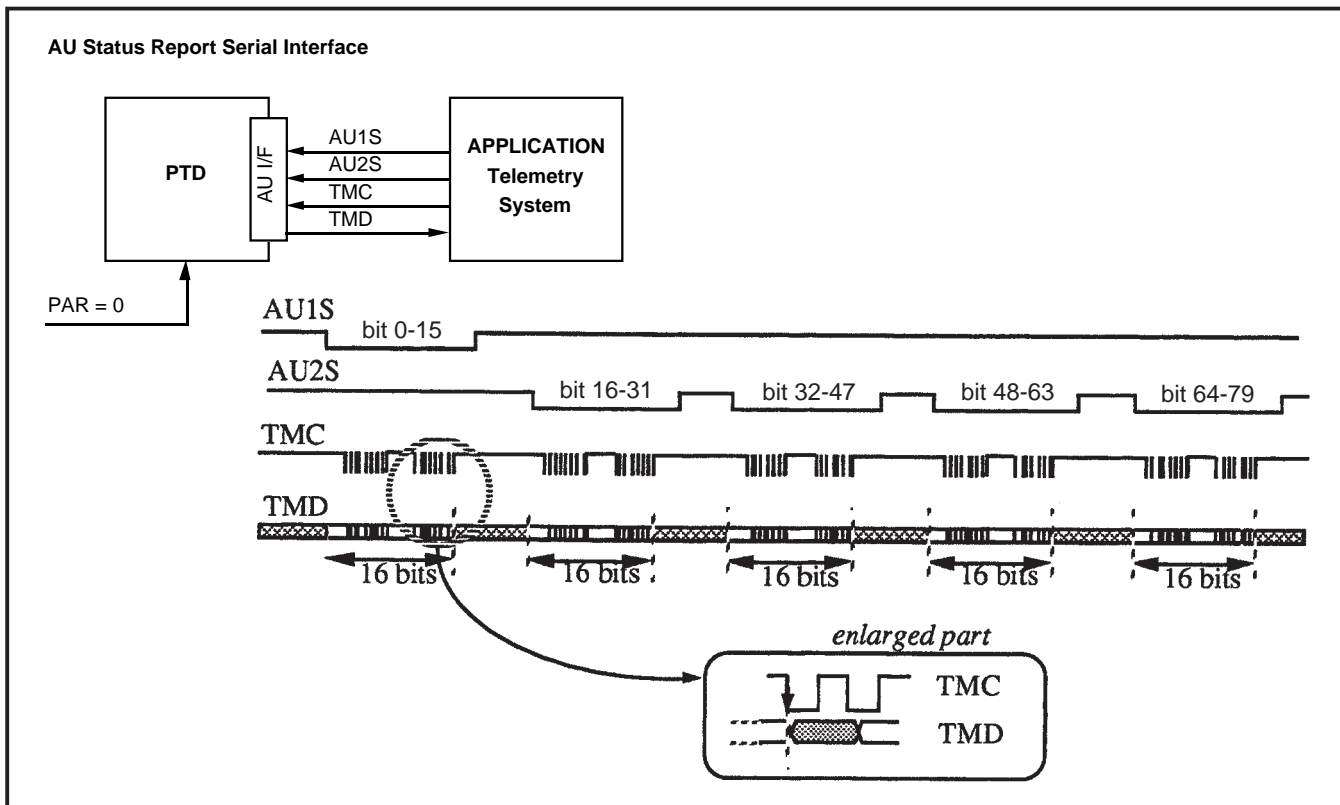 AU Status Report Serial Interface
PTD
AU I/F
AU1S
AU2S
TMC
TMD
APPLICATION
Telemetry
System
PAR = 0
AU1S
bit 0-15
AU2S
bit 16-31
bit 32-47
bit 48-63
bit 64-79
TMC
TMD
16 bits
16 bits
16 bits
16 bits
16 bits
enlarged part
TMC
TMD